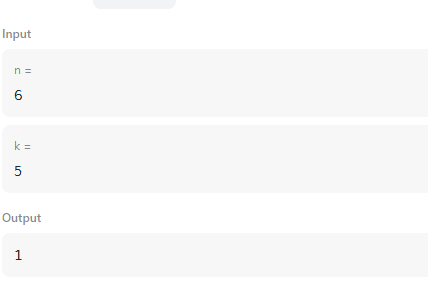 Input
n =
6
k =
5
Output
1